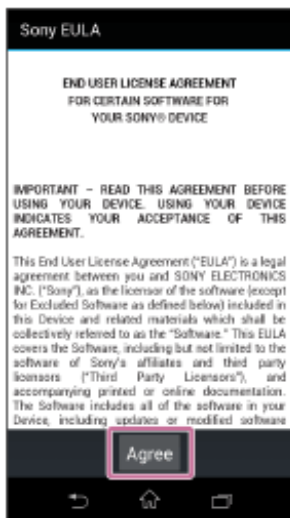 Sony EULA
END USER LICENSE AGREEMENT
FOR CERTAIN SOFTWARE FOR
YOUR SONY® DEVICE
IMPORTANT – READ THIS AGREEMENT BEFORE
USING YOUR DEVICE. USING YOUR DEVICE
INDICATES YOUR ACCEPTANCE OF THIS
AGREEMENT.
This End User License Agreement ("EULA") is a legal
agreement between you and SONY ELECTRONICS
INC. ("Sony"), as the licensor of the software (except
for Excluded Software as defined below) included in
this Device and related materials which shall be
collectively referred to as the "Software." This EULA
covers the Software, including but not limited to the
software of Sony's affiliates and third party
licensors ("Third Party Licensors"), and
accompanying printed or online documentation.
The Software includes all of the software in your
Device, including updates or modified software
Agree